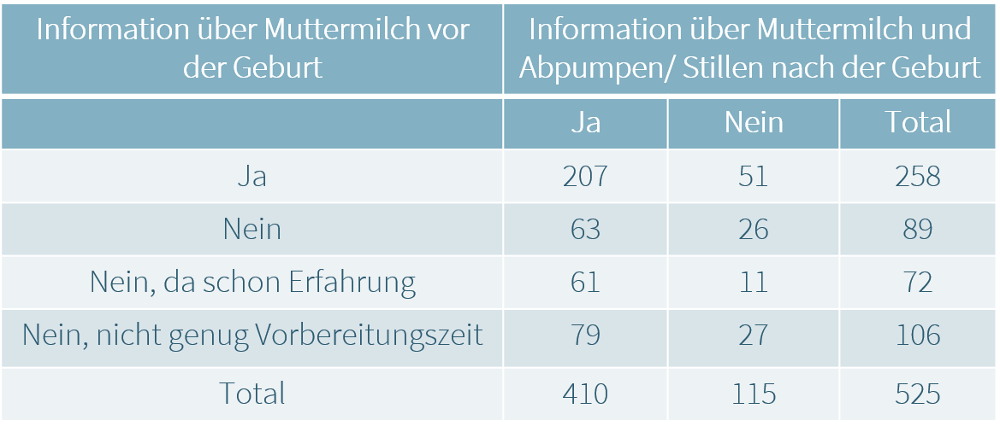 Information über Muttermilch vor
der Geburt
Information über Muttermilch und
Abpumpen/ Stillen nach der Geburt
Ja Nein Total
Ja 207 51 258
Nein 63 26 89
Nein, da schon Erfahrung 61 11 72
Nein, nicht genug Vorbereitungszeit 79 27 106
Total 410 115 525